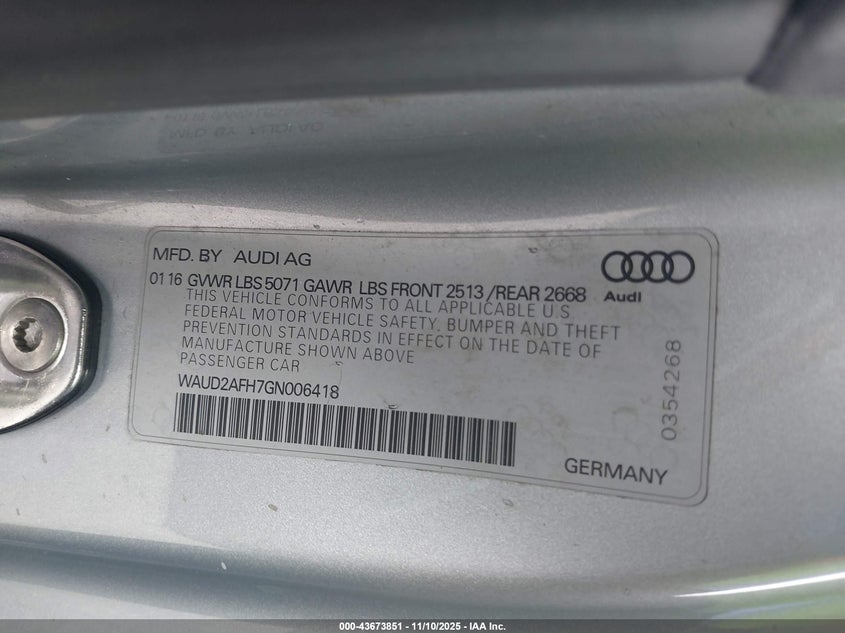 MFD. BY AUDI AG
0116 GVWR LBS 5071 GAWR LBS FRONT 2513 /REAR 2668
THIS VEHICLE CONFORMS TO ALL APPLICABLE U.S
FEDERAL MOTOR VEHICLE SAFETY, BUMPER AND THEFT
PREVENTION STANDARDS IN EFFECT ON THE DATE OF
MANUFACTURE SHOWN ABOVE
PASSENGER CAR
WAUD2AFH7GN006418
Audi
0354268
GERMANY
000-43673851 - 11/10/2025 - IAA Inc.